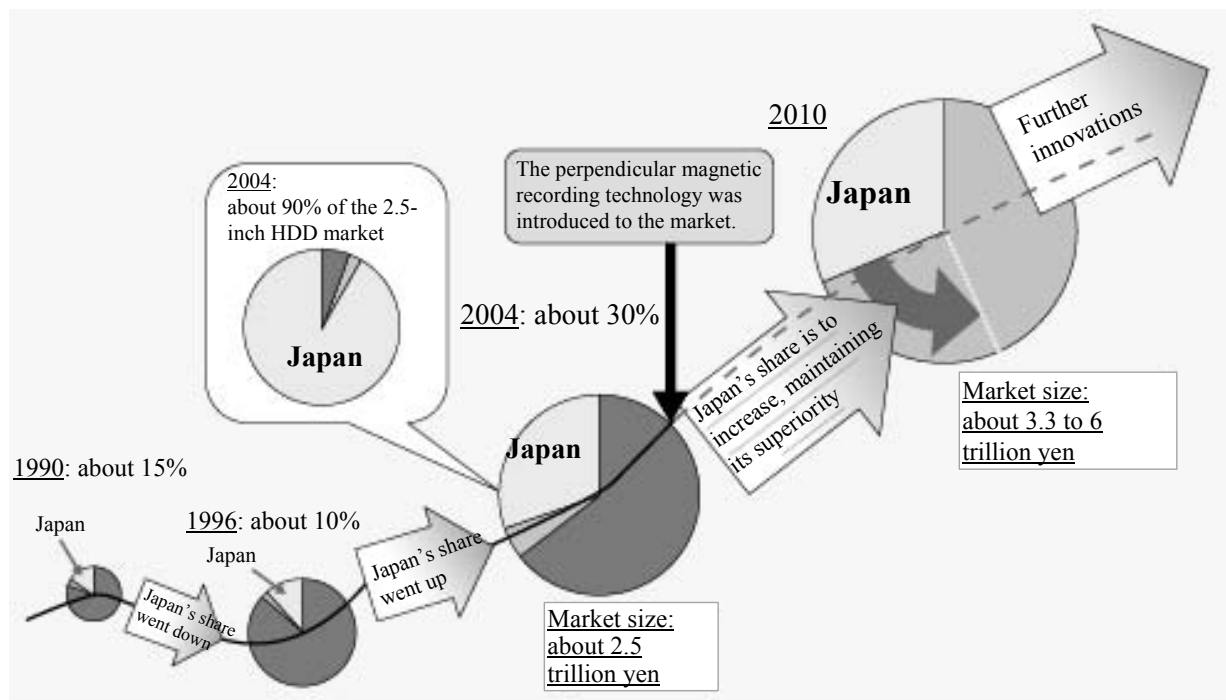 2010
Further
innovations
The perpendicular magnetic
recording technology was
introduced to the market.
Japan
2004:
about 90% of the 2.5-
inch HDD market
Japan
2004: about 30%
Japan's share is to
increase, maintaining
its superiority
Market size:
about 3.3 to 6
trillion yen
Japan
1990: about 15%
Japan
1996: about 10%
Japan
Japan's share
went down
Japan's share
went up
Market size:
about 2.5
trillion yen